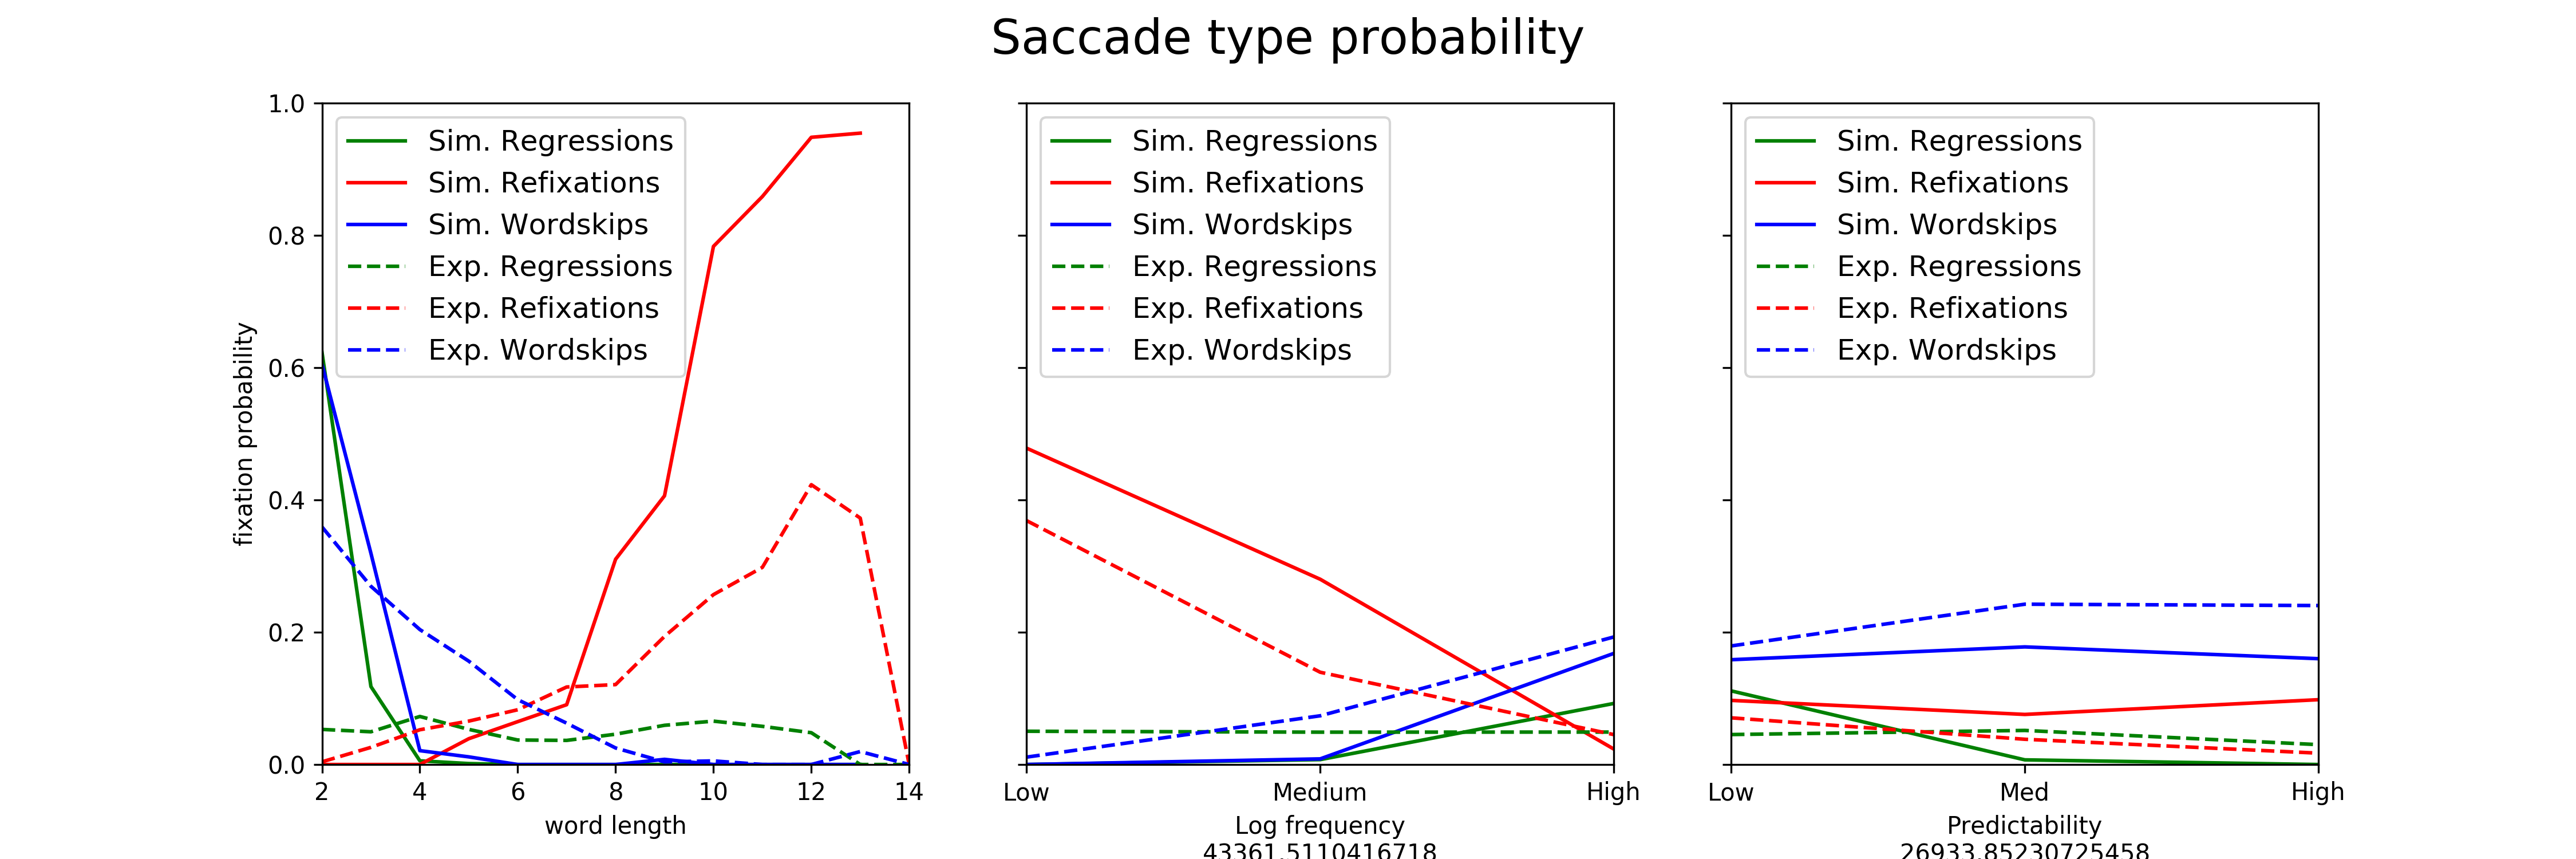 Saccade type probability
fixation probability
1.0
0.8
0.6
0.4
0.2
0.0
Sim. Regressions
Sim. Refixations
Sim. Wordskips
Exp. Regressions
Exp. Refixations
Exp. Wordskips
2 4 6 8 10 12 14
word length
Sim. Regressions
Sim. Refixations
Sim. Wordskips
Exp. Regressions
Exp. Refixations
Exp. Wordskips
Low Medium High
Log frequency
43361.5110416718
Sim. Regressions
Sim. Refixations
Sim. Wordskips
Exp. Regressions
Exp. Refixations
Exp. Wordskips
Low Med High
Predictability
26933.85230725458